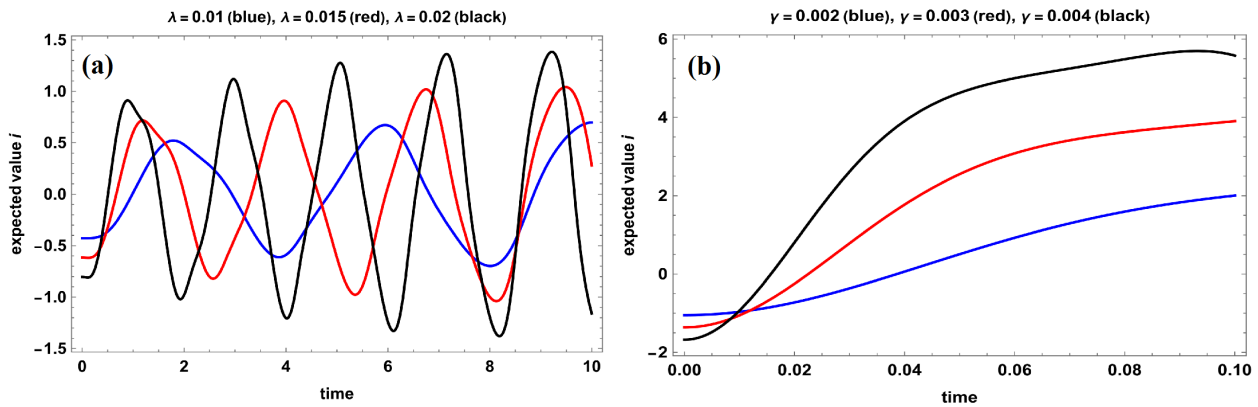 λ = 0.01 (blue), λ = 0.015 (red), λ = 0.02 (black)
(a)
expected value i
1.5
1.0
0.5
0.0
-0.5
-1.0
-1.5
0 2 4 6 8 10
time
γ = 0.002 (blue), γ = 0.003 (red), γ = 0.004 (black)
(b)
expected value i
6
4
2
0
-2
0.00 0.02 0.04 0.06 0.08 0.10
time